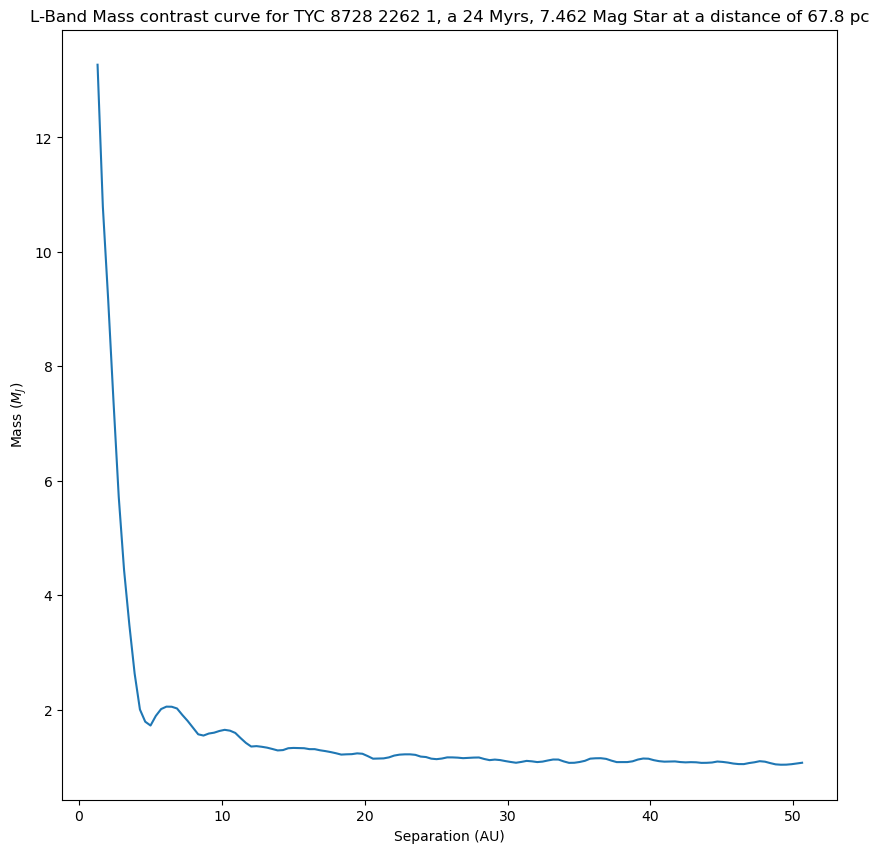 L-Band Mass contrast curve for TYC 8728 2262 1, a 24 Myrs, 7.462 Mag Star at a distance of 67.8 pc
12
10
8
6
4
2
Mass (M_J)
0 10 20 30 40 50
Separation (AU)